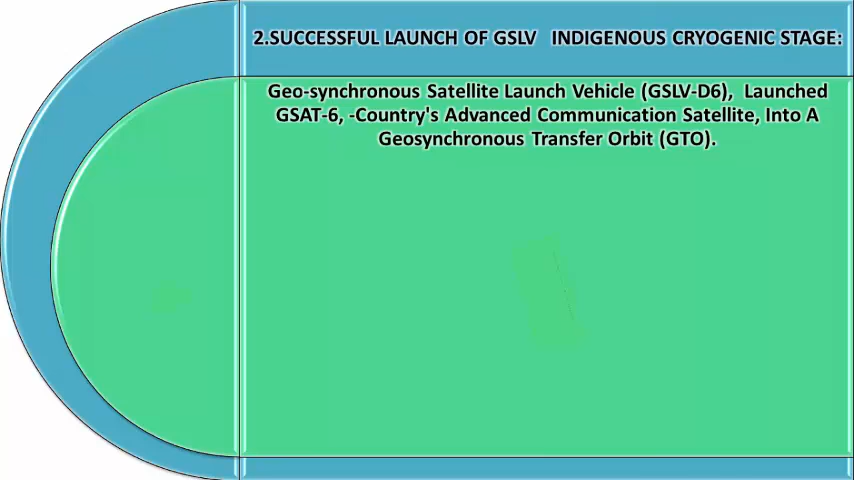 2.SUCCESSFUL LAUNCH OF GSLV INDIGENOUS CRYOGENIC STAGE:
Geo-synchronous Satellite Launch Vehicle (GSLV-D6), Launched
GSAT-6, -Country's Advanced Communication Satellite, Into A
Geosynchronous Transfer Orbit (GTO).